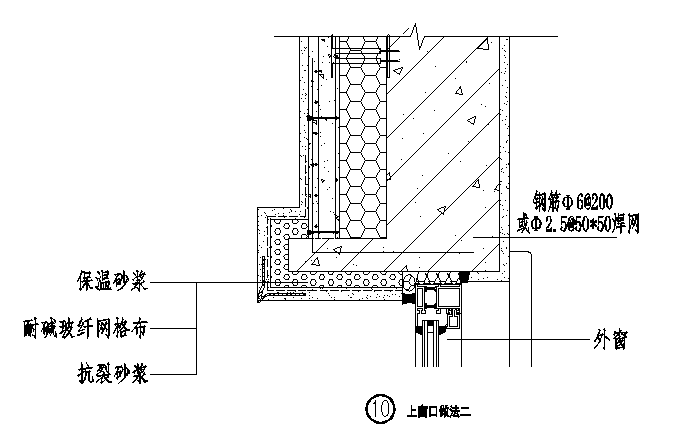 钢筋Φ6@200
或Φ2.5@50*50焊网
保温砂浆
耐碱玻纤网格布
抗裂砂浆
外窗
10 上窗口做法二